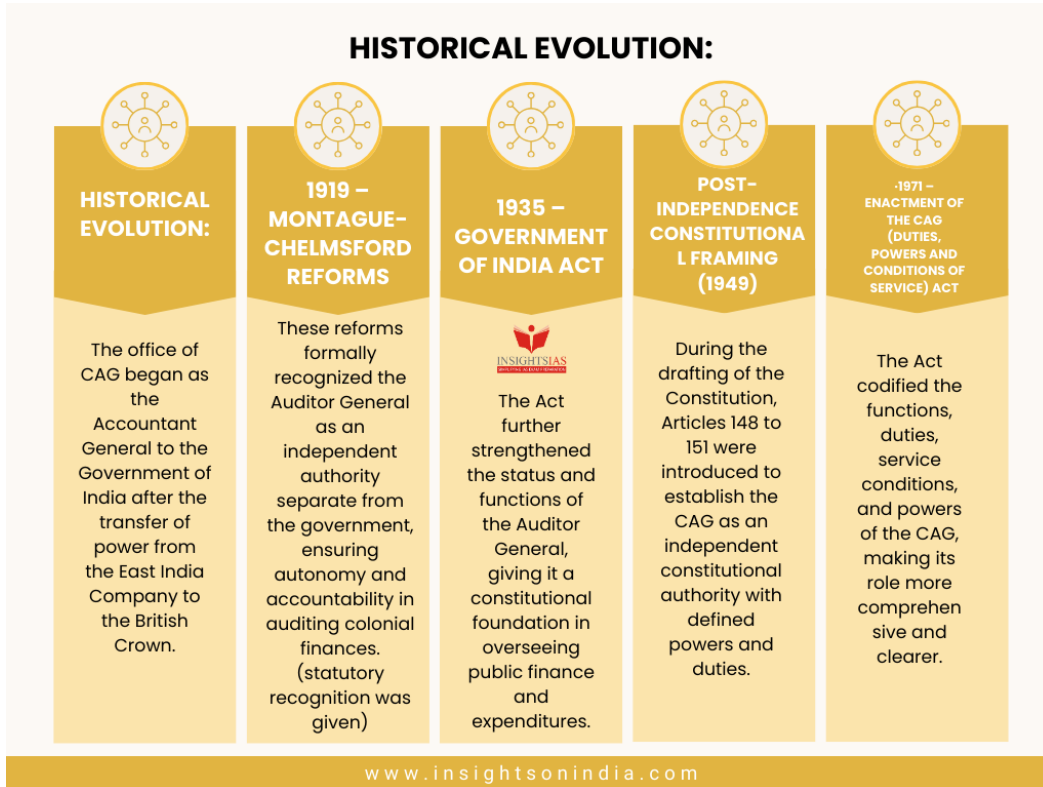 HISTORICAL EVOLUTION:
HISTORICAL
EVOLUTION:
The office of
CAG began as
the
Accountant
General to the
Government of
India after the
transfer of
power from
the East India
Company to
the British
Crown.
1919 –
MONTAGUE-
CHELMSFORD
REFORMS
These reforms
formally
recognized the
Auditor General
as an
independent
authority
separate from
the government,
ensuring
autonomy and
accountability in
auditing colonial
finances.
(statutory
recognition was
given)
1935 –
GOVERNMENT
OF INDIA ACT
INSIGHTSIAS
The Act
further
strengthened
the status and
functions of
the Auditor
General,
giving it a
constitutional
foundation in
overseeing
public finance
and
expenditures.
POST-
INDEPENDENCE
CONSTITUTIONA
L FRAMING
(1949)
During the
drafting of the
Constitution,
Articles 148 to
151 were
introduced to
establish the
CAG as an
independent
constitutional
authority with
defined
powers and
duties.
·1971 –
ENACTMENT OF
THE CAG
(DUTIES,
POWERS AND
CONDITIONS OF
SERVICE) ACT
The Act
codified the
functions,
duties,
service
conditions,
and powers
of the CAG,
making its
role more
comprehen
sive and
clearer.
www.insightsonindia.com